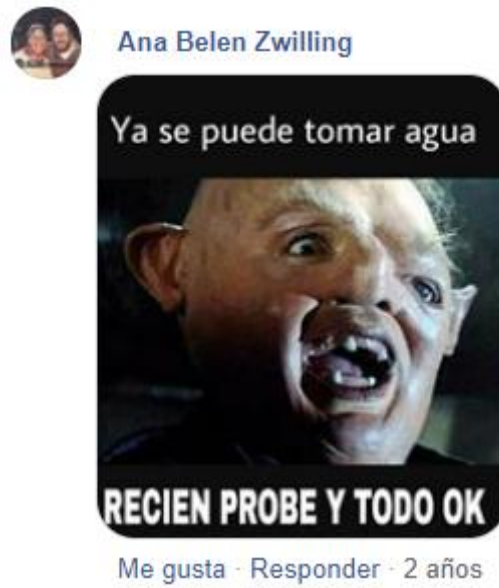 Ana Belen Zwilling
Ya se puede tomar agua
RECIEN PROBE Y TODO OK
Me gusta · Responder · 2 años